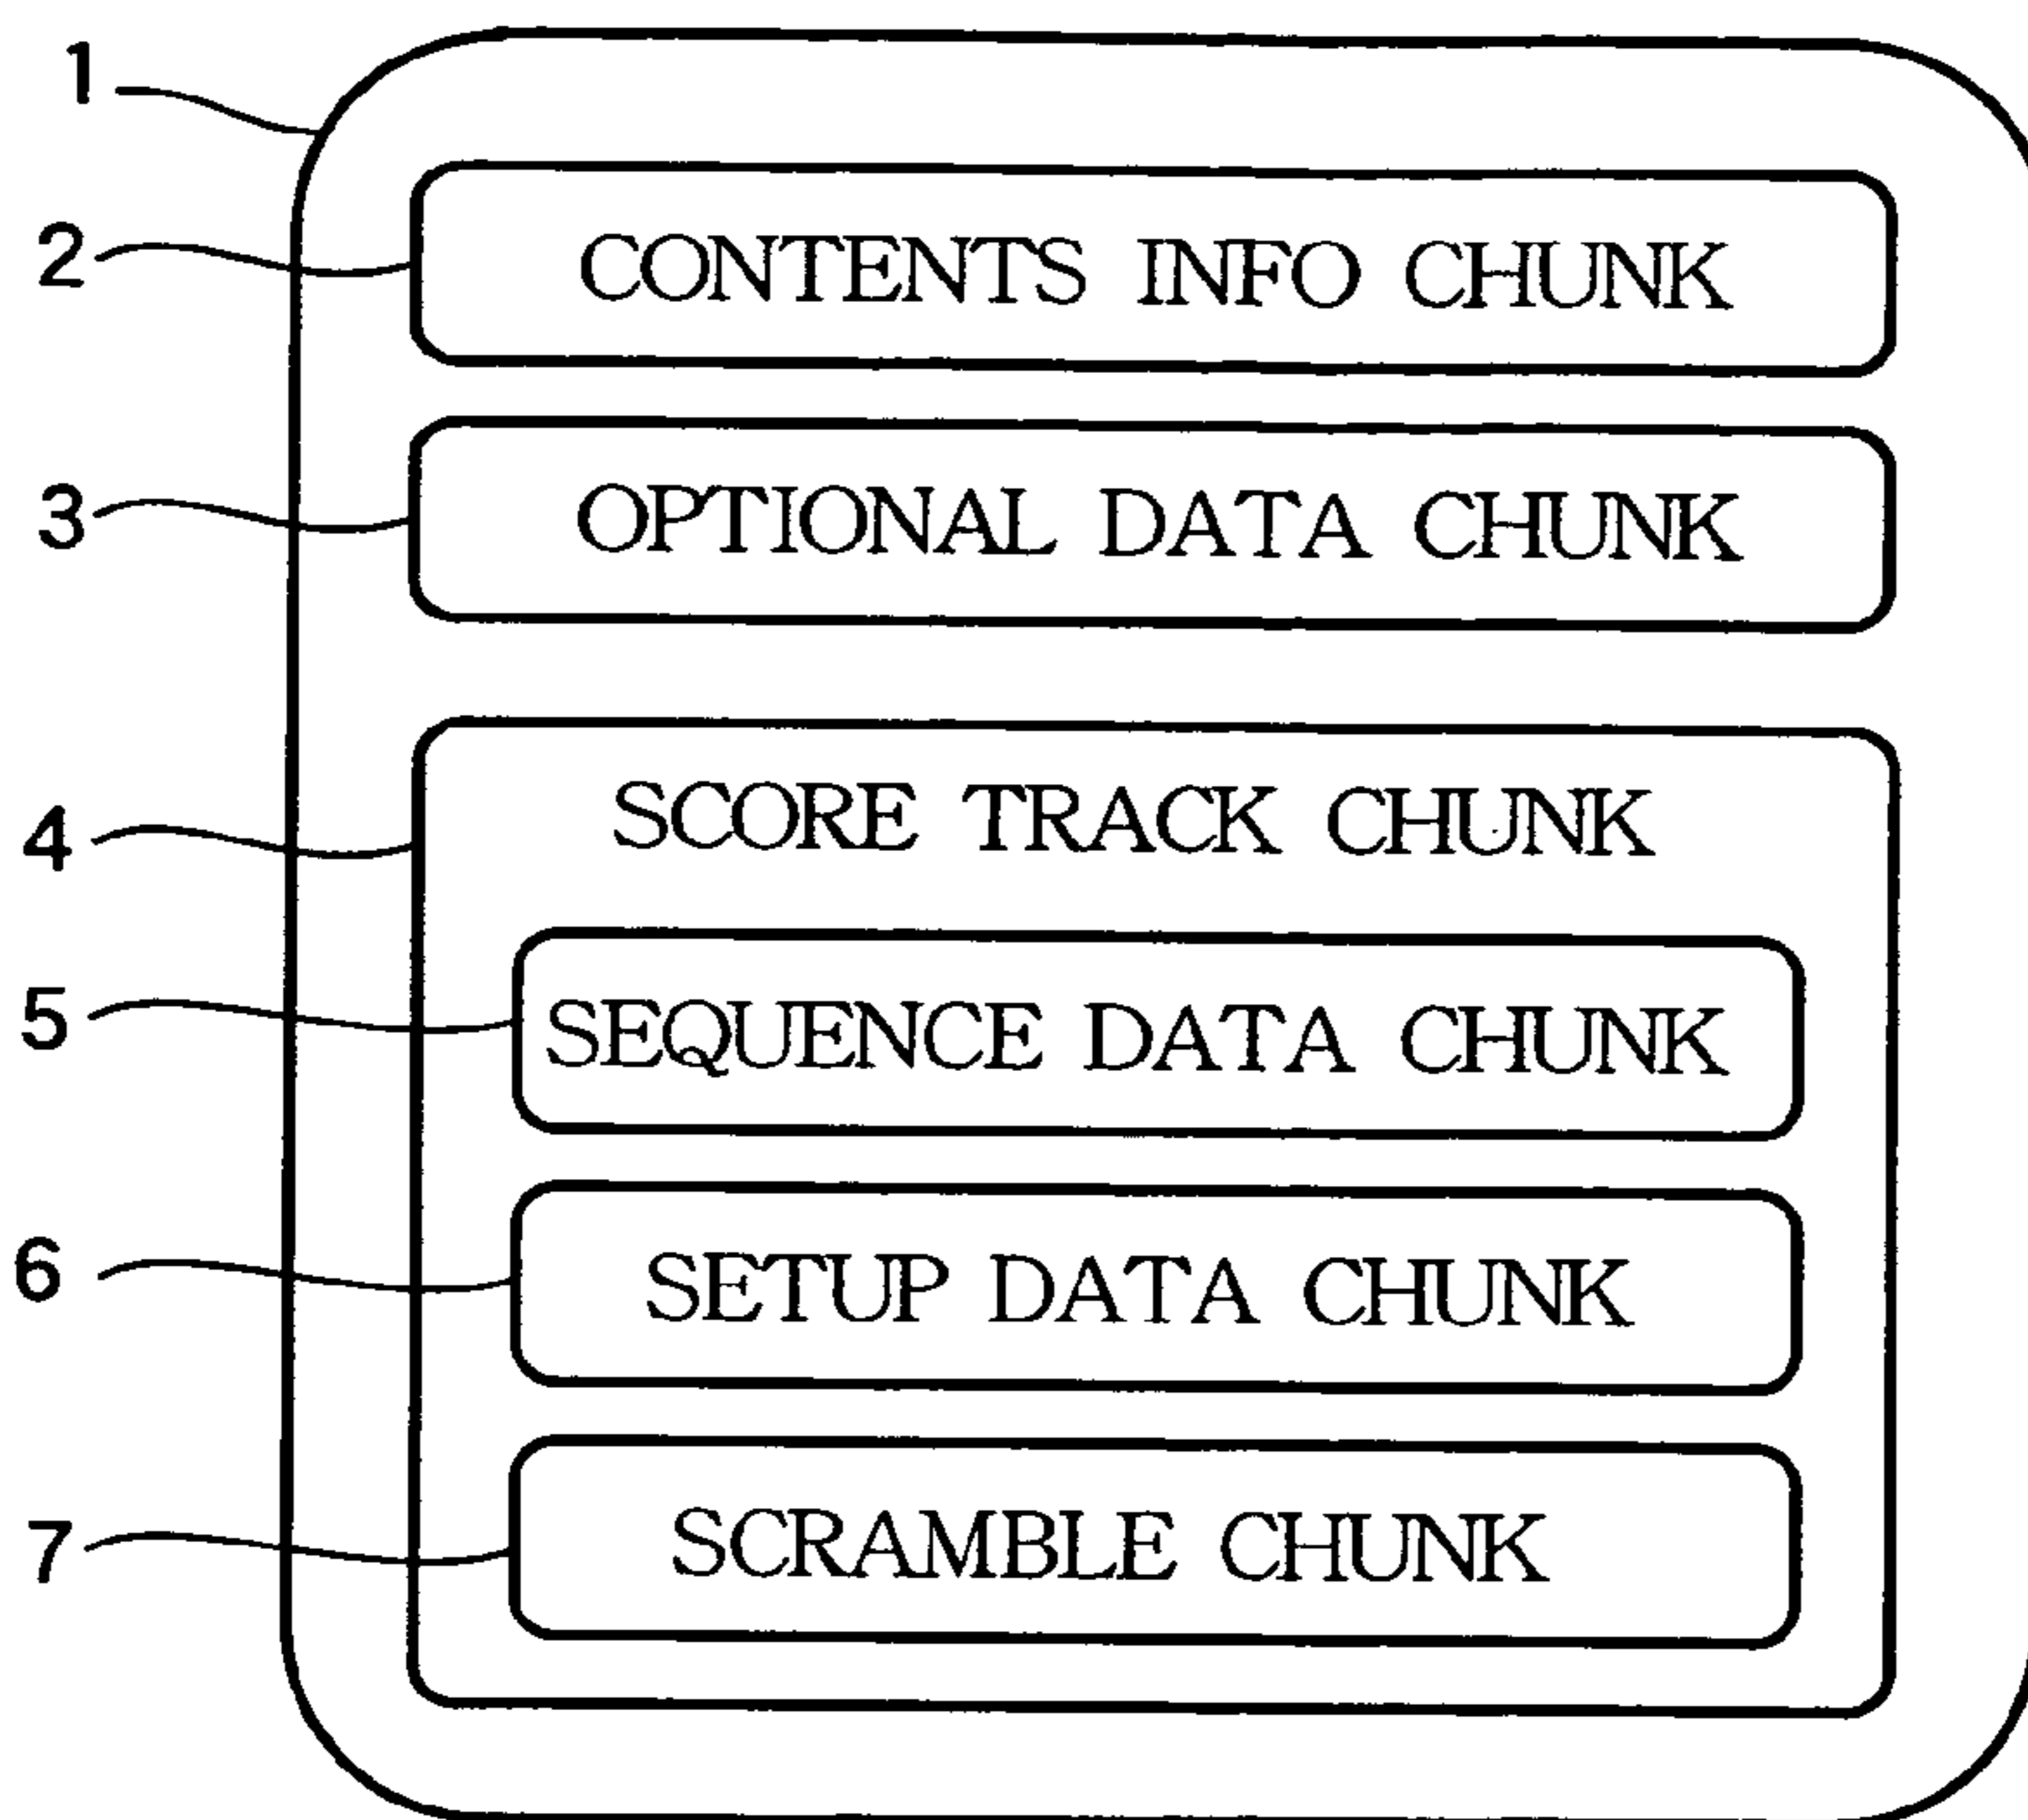 1
2 CONTENTS INFO CHUNK
3 OPTIONAL DATA CHUNK
4 SCORE TRACK CHUNK
5 SEQUENCE DATA CHUNK
6 SETUP DATA CHUNK
7 SCRAMBLE CHUNK